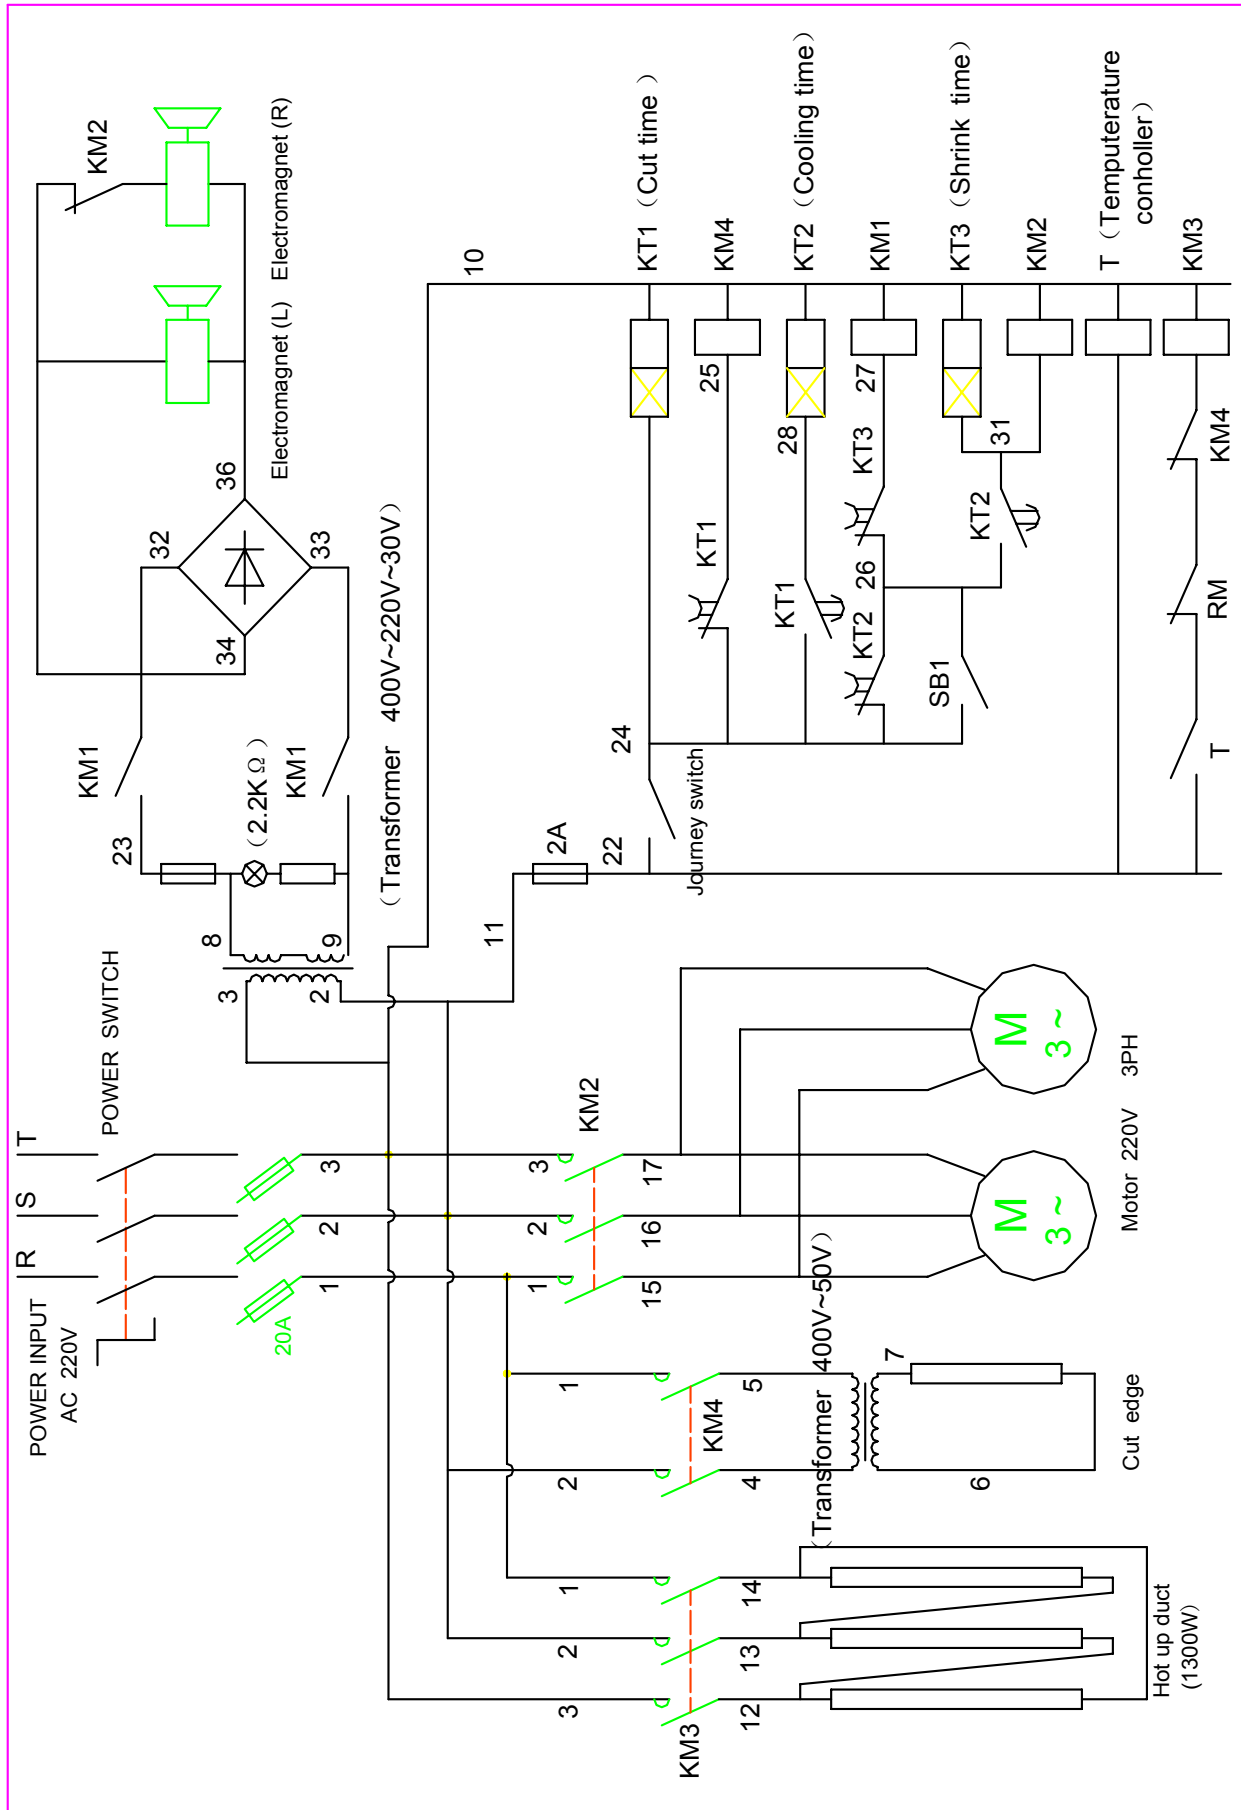 POWER INPUT
AC 220V
R
S
T
POWER SWITCH
20A
1
2
3
3
2
8
9
23
(2.2KΩ)
KM1
KM1
32
34
33
36
KM2
Electromagnet (L)
Electromagnet (R)
(Transformer 400V~220V~30V)
10
11
2A
22
Journey switch
24
KM3
3
2
1
12
13
14
Hot up duct
(1300W)
KM4
2
1
4
5
(Transformer 400V~50V)
7
6
Cut edge
KM2
1
2
3
15
16
17
M
3~
M
3~
Motor 220V 3PH
KT1 (Cut time)
KT1
25
KM4
KT1
28
KT2 (Cooling time)
KT2
26
KT3
27
KM1
SB1
KT2
31
KT3 (Shrink time)
KM2
T (Temputerature
conholler)
T
RM
KM4
KM3